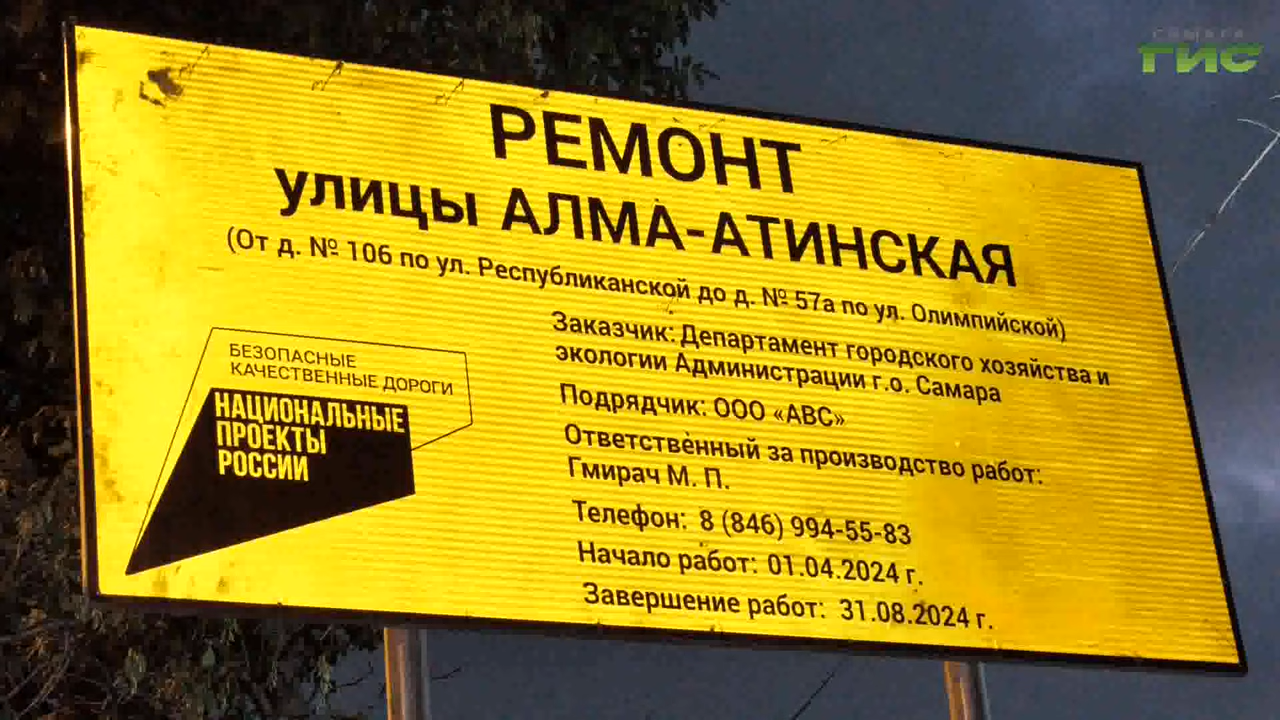 САМАРА
ГИС
РЕМОНТ
улицы АЛМА-АТИНСКАЯ
(От д. № 106 по ул. Республиканской до д. № 57а по ул. Олимпийской)
Заказчик: Департамент городского хозяйства и
экологии Администрации г.о. Самара
Подрядчик: ООО «АВС»
Ответственный за производство работ:
Гмирач М. П.
Телефон: 8 (846) 994-55-83
Начало работ: 01.04.2024 г.
Завершение работ: 31.08.2024 г.
БЕЗОПАСНЫЕ
КАЧЕСТВЕННЫЕ ДОРОГИ
НАЦИОНАЛЬНЫЕ
ПРОЕКТЫ
РОССИИ